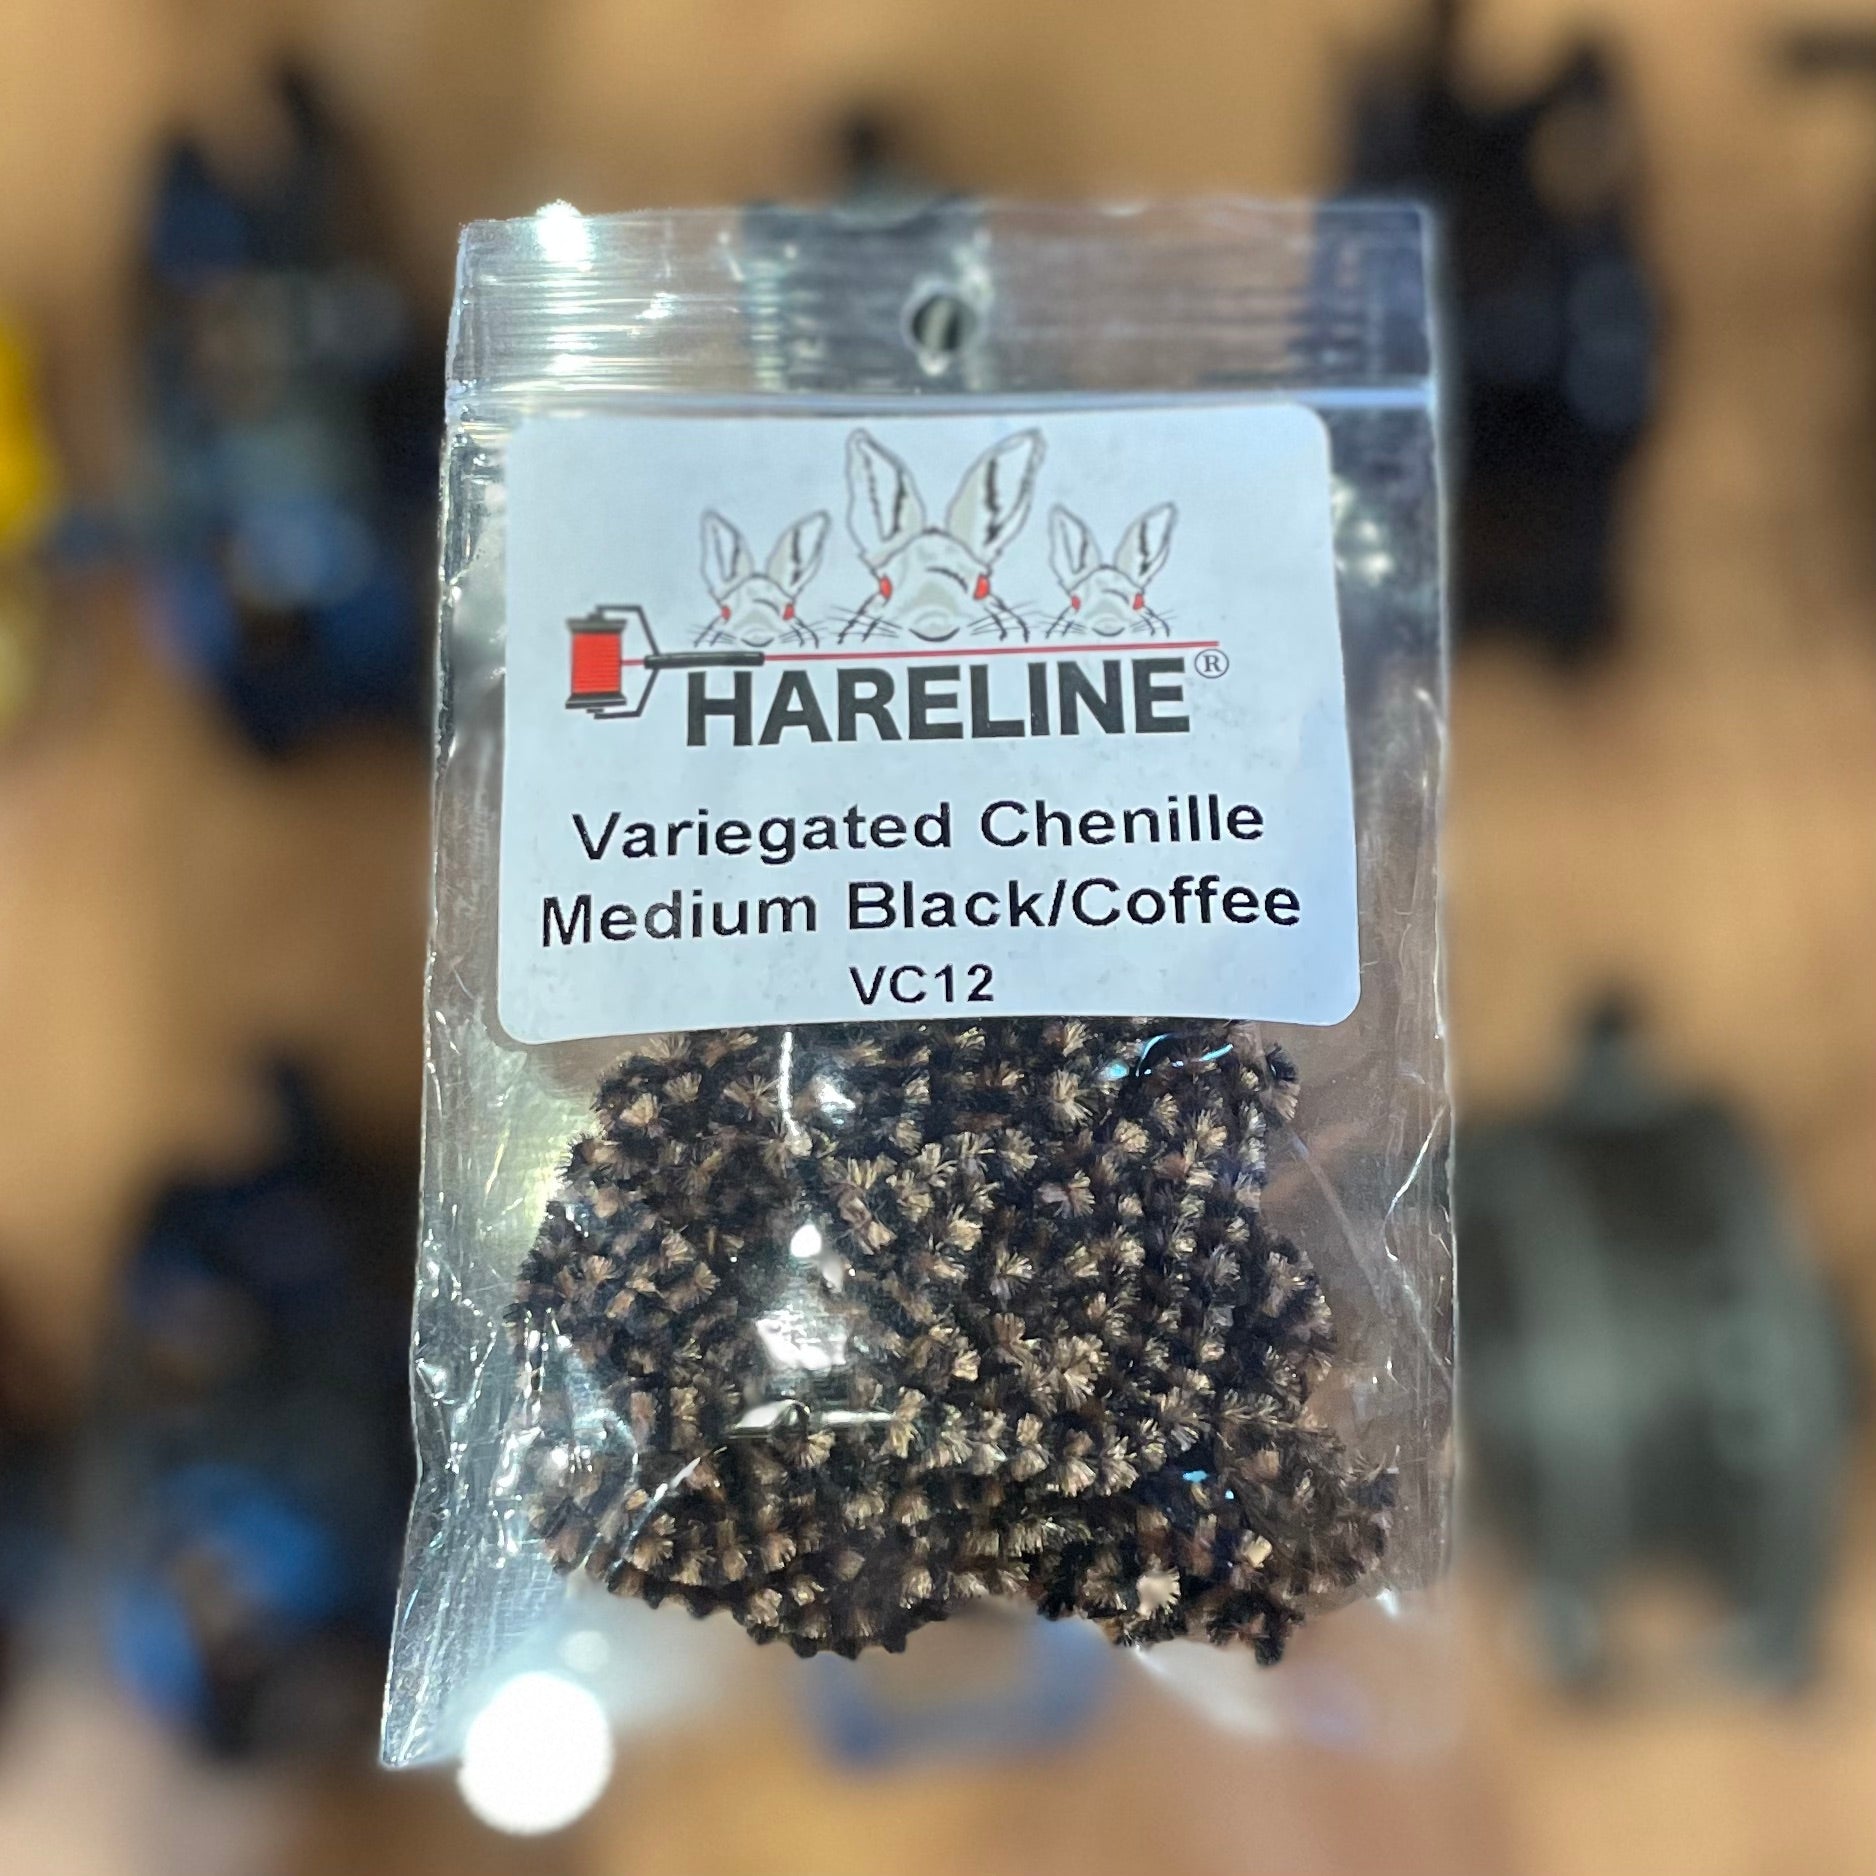 HARELINE®
Variegated Chenille
Medium Black/Coffee
VC12